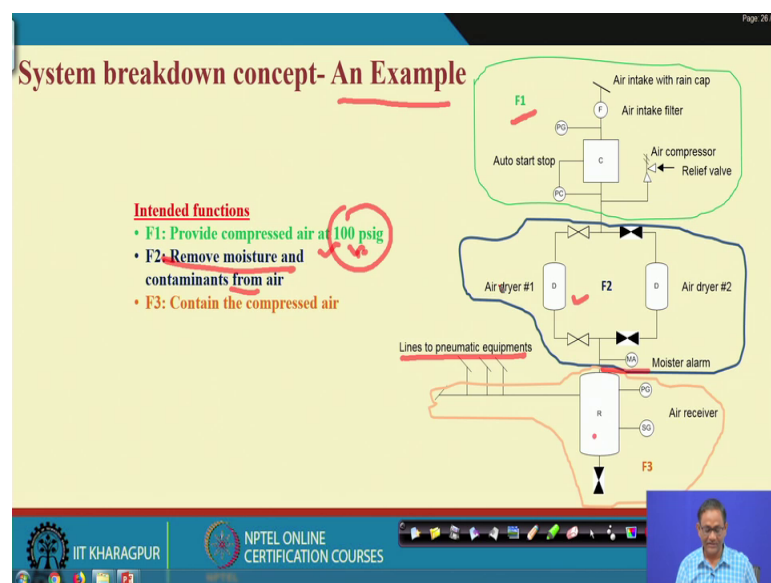 Page: 26
System breakdown concept- An Example
Air intake with rain cap
F1
F
Air intake filter
PG
Air compressor
Auto start stop
C
Relief valve
PC
Intended functions
• F1: Provide compressed air at 100 psig
• F2: Remove moisture and
contaminants from air
• F3: Contain the compressed air
Air dryer #1
D
F2
D
Air dryer #2
Lines to pneumatic equipments
MA
Moister alarm
PG
R
Air receiver
SG
F3
IIT KHARAGPUR
NPTEL ONLINE
CERTIFICATION COURSES